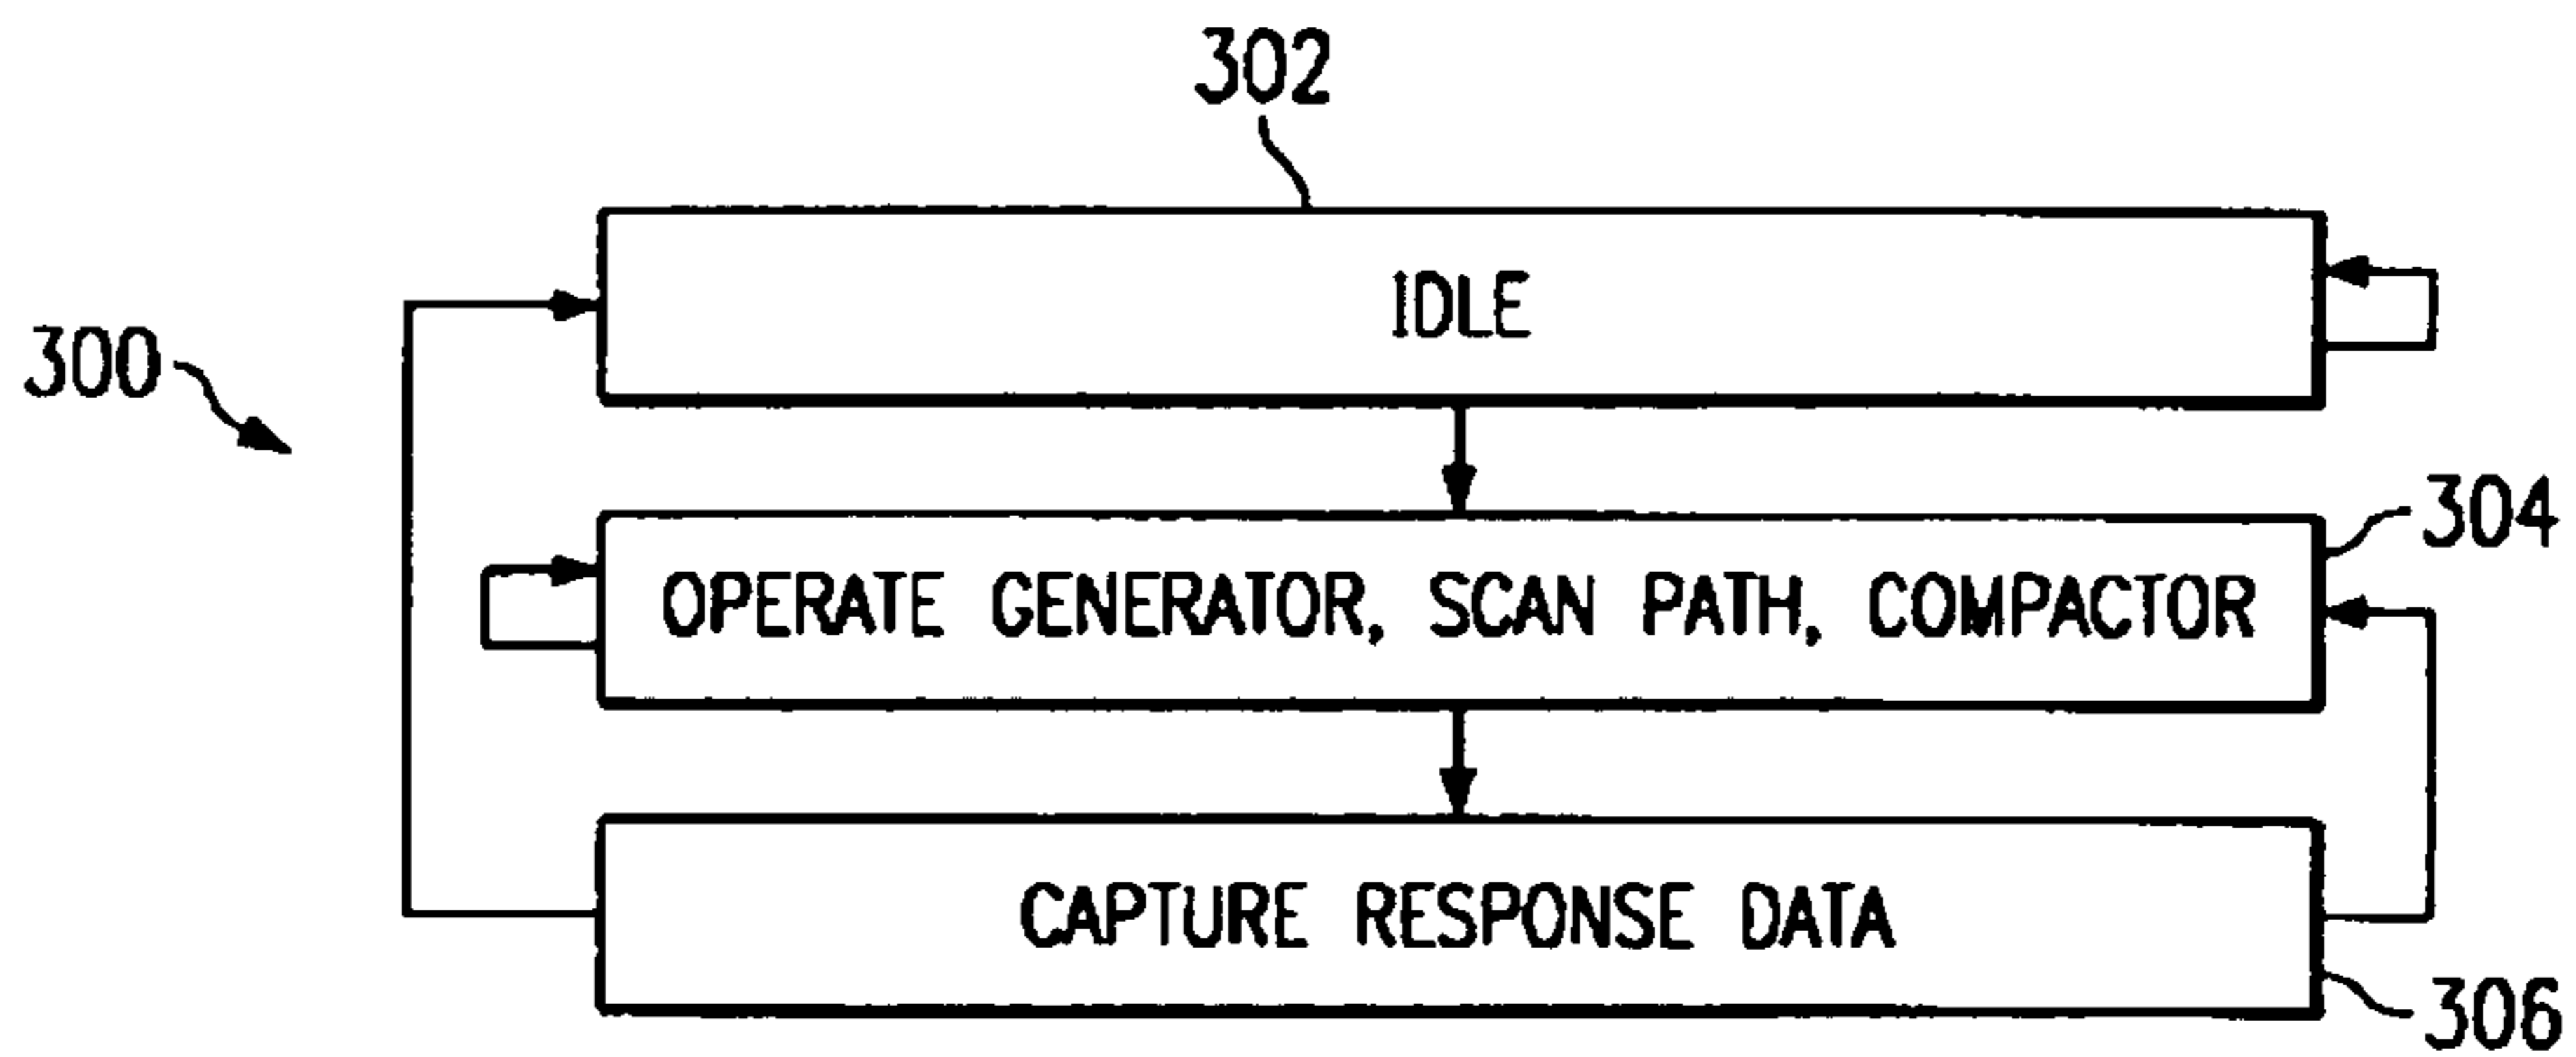 302
IDLE
300
304
OPERATE GENERATOR, SCAN PATH, COMPACTOR
CAPTURE RESPONSE DATA
306